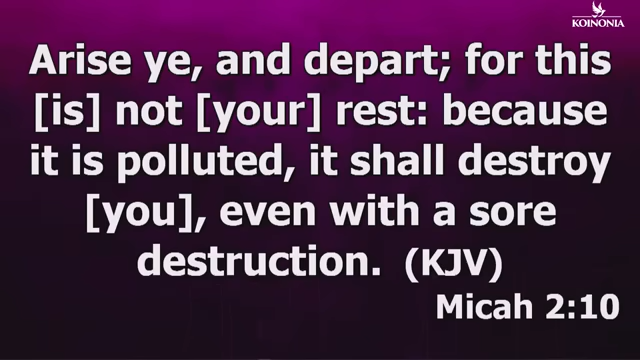 KOINONIA
Arise ye, and depart; for this
[is] not [your] rest: because
it is polluted, it shall destroy
[you], even with a sore
destruction. (KJV)
Micah 2:10